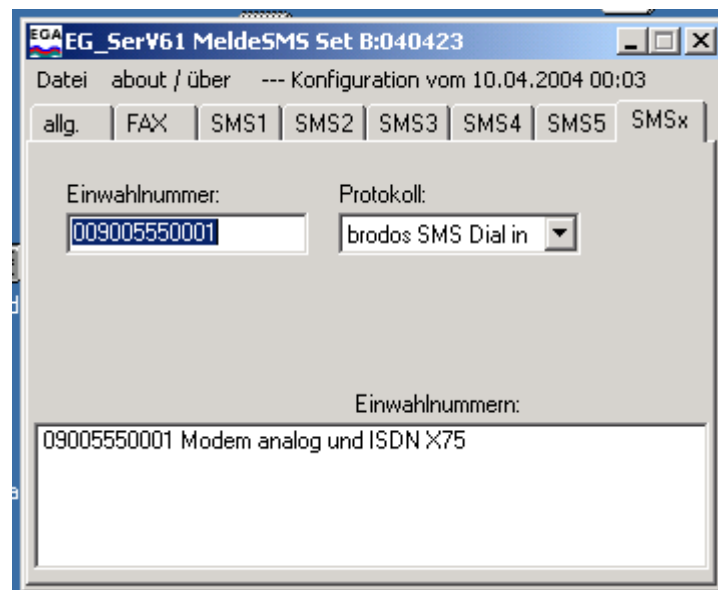 EGA EG_SerV61 MeldeSMS Set B:040423
Datei about / über --- Konfiguration vom 10.04.2004 00:03
allg. FAX SMS1 SMS2 SMS3 SMS4 SMS5 SMSx
Einwahlnummer: Protokoll:
009005550001 brodos SMS Dial in
Einwahlnummern:
09005550001 Modem analog und ISDN X75